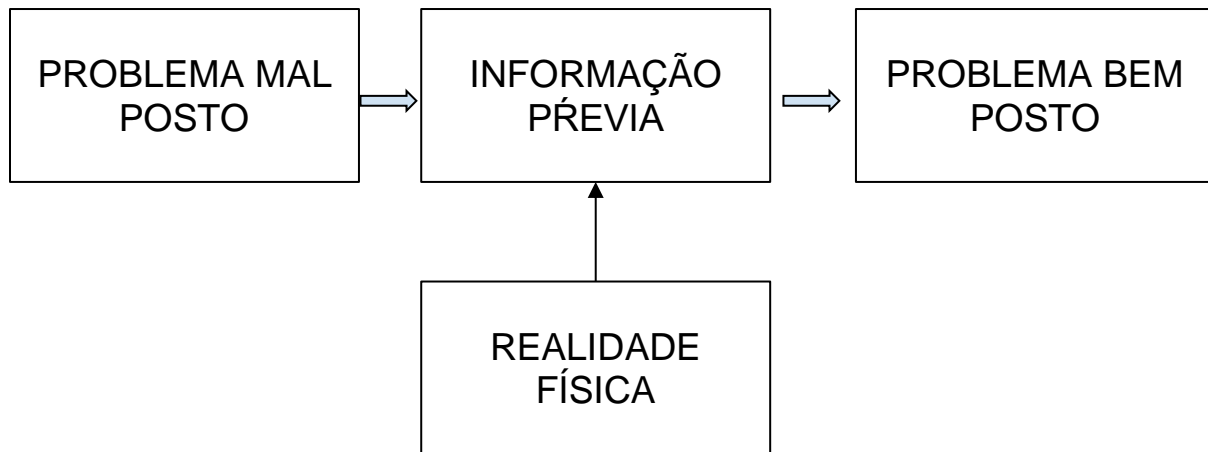 PROBLEMA MAL
POSTO
INFORMAÇÃO
PŔEVIA
PROBLEMA BEM
POSTO
REALIDADE
FÍSICA